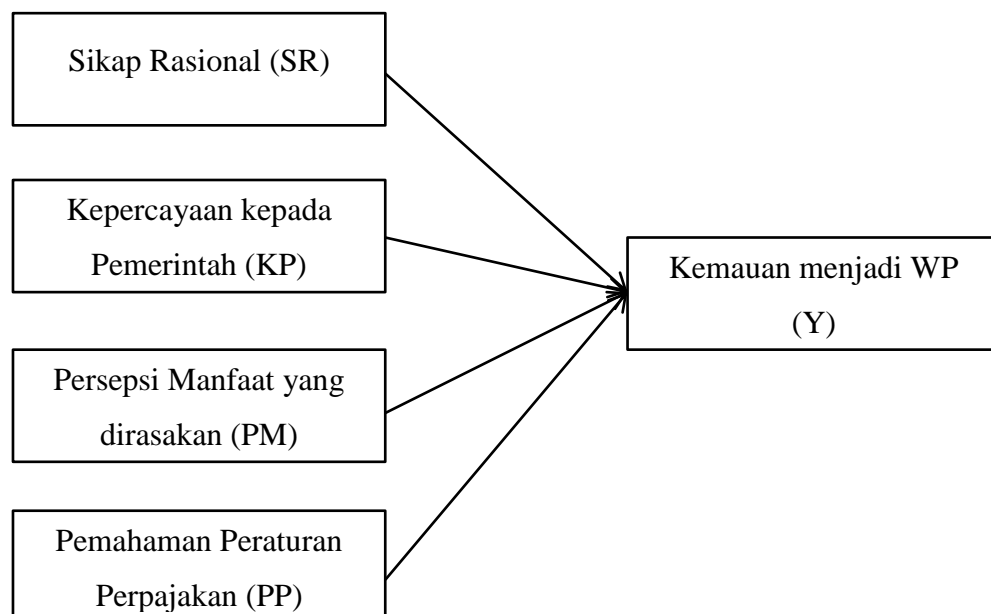 Sikap Rasional (SR)
Kepercayaan kepada
Pemerintah (KP)
Persepsi Manfaat yang
dirasakan (PM)
Pemahaman Peraturan
Perpajakan (PP)
Kemauan menjadi WP
(Y)